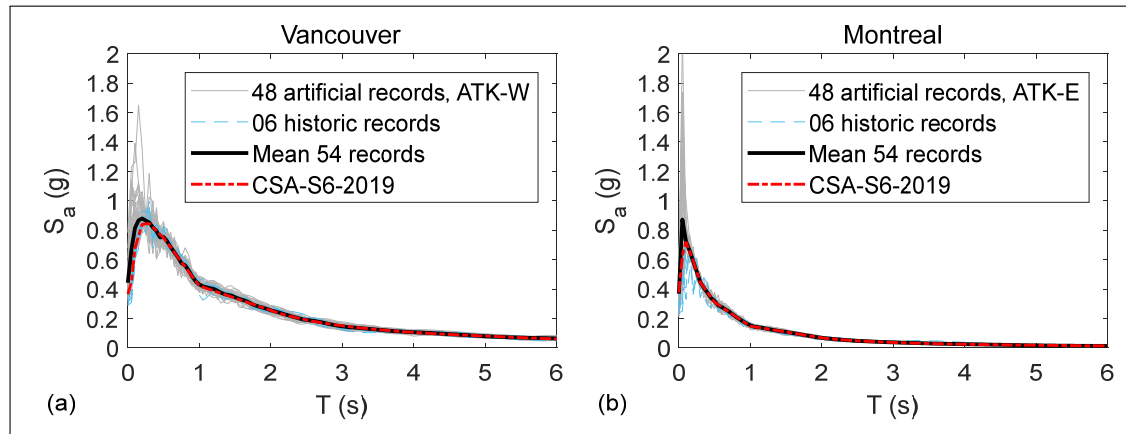 Vancouver
2
1.8
1.6
1.4
1.2
1
0.8
0.6
0.4
0.2
0
S_a (g)
48 artificial records, ATK-W
06 historic records
Mean 54 records
CSA-S6-2019
0 1 2 3 4 5 6
(a)
T (s)
Montreal
2
1.8
1.6
1.4
1.2
1
0.8
0.6
0.4
0.2
0
S_a (g)
48 artificial records, ATK-E
06 historic records
Mean 54 records
CSA-S6-2019
0 1 2 3 4 5 6
(b)
T (s)